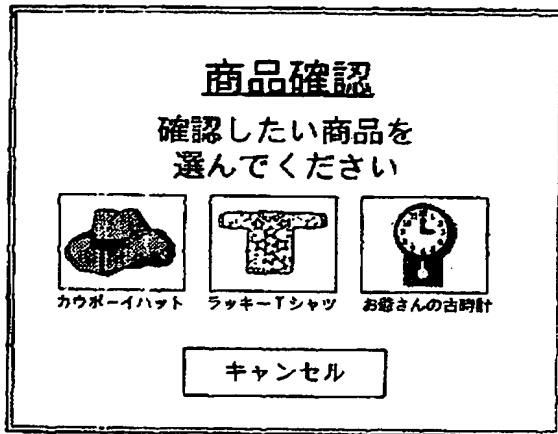 商品確認
確認したい商品を
選んでください
カウボーイハット
ラッキーTシャツ
お爺さんの古時計
キャンセル